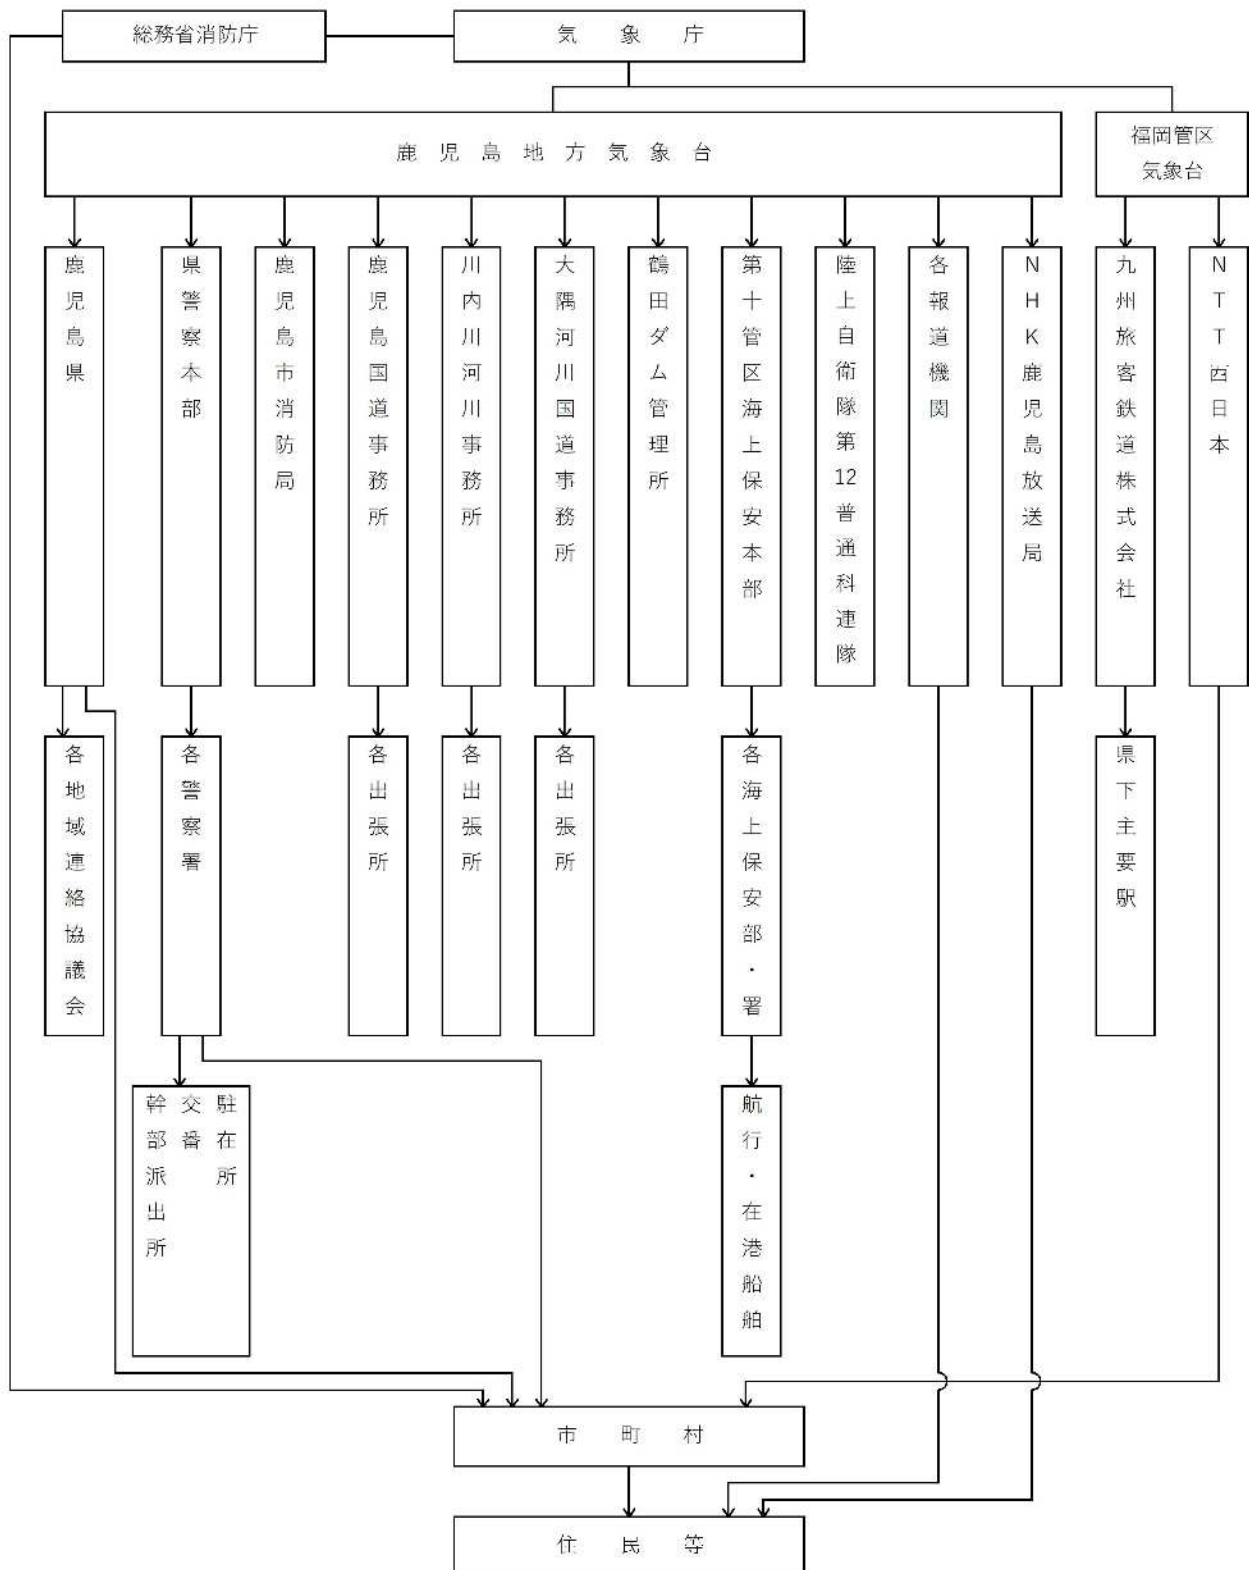 総務省消防庁
気象庁
鹿児島地方気象台
福岡管区
気象台
鹿児島県
県警察本部
鹿児島市消防局
鹿児島国道事務所
川内川河川事務所
大隅河川国道事務所
鶴田ダム管理所
第十管区海上保安本部
陸上自衛隊第12普通科連隊
各報道機関
NHK鹿児島放送局
九州旅客鉄道株式会社
NTT西日本
各地域連絡協議会
各警察署
各出張所
各出張所
各出張所
各海上保安部・署
県下主要駅
駐在所
交番
幹部派出所
航行・在港船舶
市町村
住民等